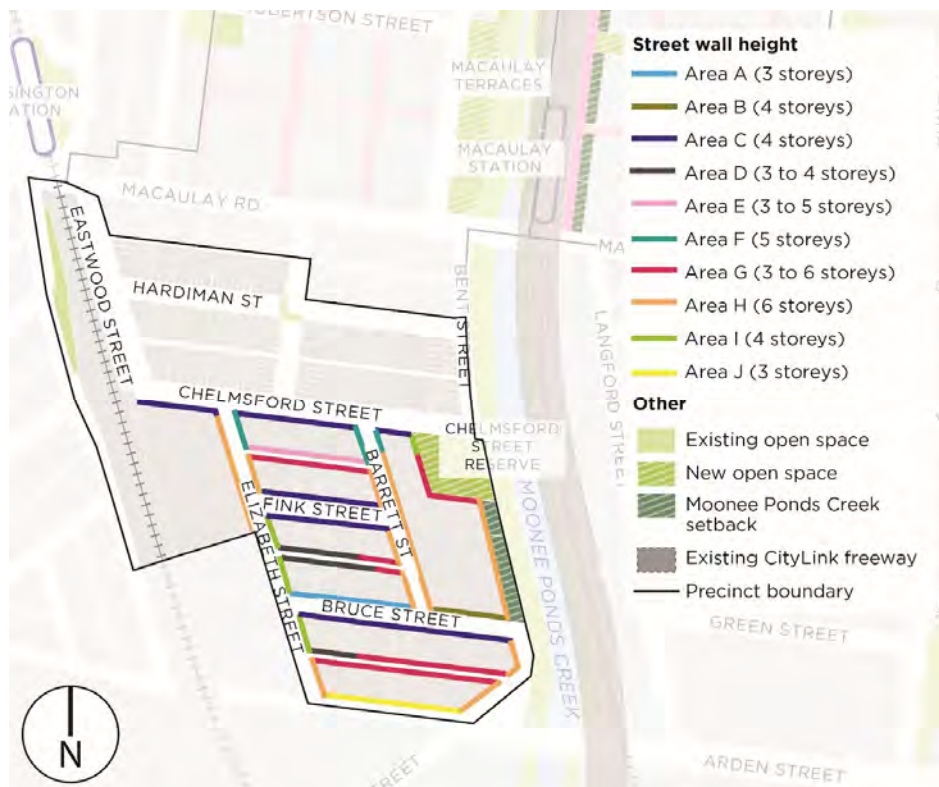 BERTSON STREET
SINGTON
ATION
MACAULAY
TERRACES
MACAULAY
STATION
MACAULAY RD
MA
EASTWOOD STREET
HARDIMAN ST
BENT STREET
LANGFORD STREET
CHELMSFORD STREET
CHELMSFORD
STREET
RESERVE
BARRETT ST
ELIZABETH STREET
FINK STREET
BRUCE STREET
MOONEE PONDS CREEK
GREEN STREET
ARDEN STREET
STREET
N
Street wall height
Area A (3 storeys)
Area B (4 storeys)
Area C (4 storeys)
Area D (3 to 4 storeys)
Area E (3 to 5 storeys)
Area F (5 storeys)
Area G (3 to 6 storeys)
Area H (6 storeys)
Area I (4 storeys)
Area J (3 storeys)
Other
Existing open space
New open space
Moonee Ponds Creek
setback
Existing CityLink freeway
Precinct boundary